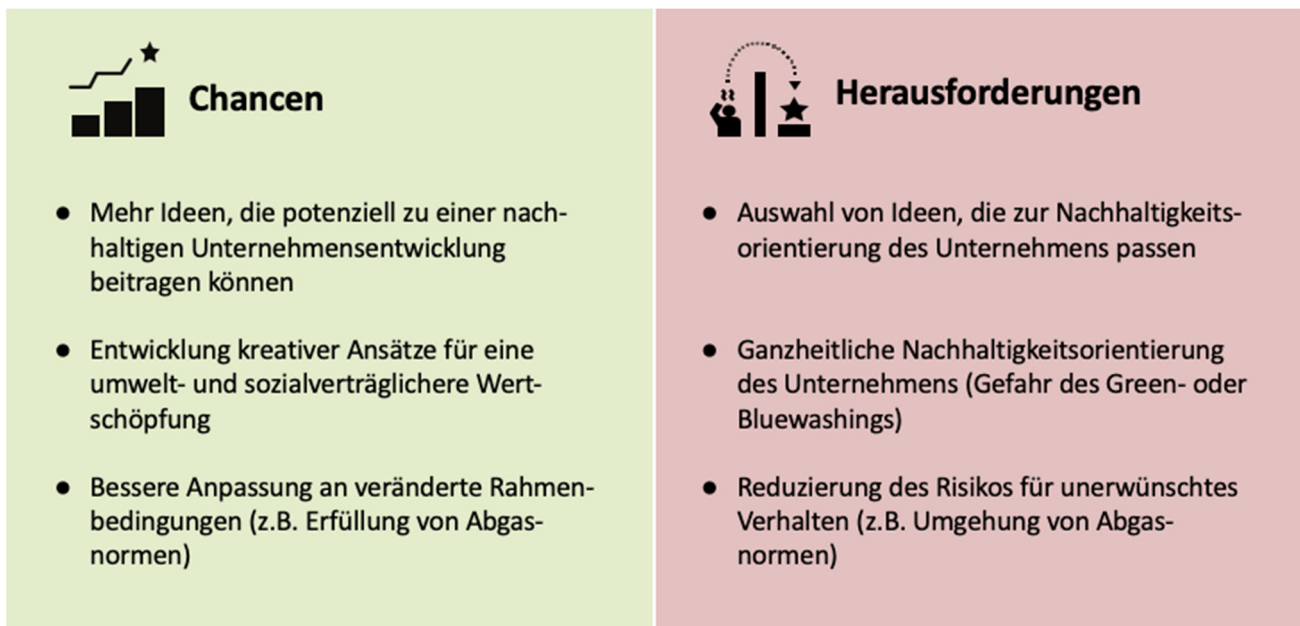 Chancen
● Mehr Ideen, die potenziell zu einer nach-
haltigen Unternehmensentwicklung
beitragen können
● Entwicklung kreativer Ansätze für eine
umwelt- und sozialverträglichere Wert-
schöpfung
● Bessere Anpassung an veränderte Rahmen-
bedingungen (z.B. Erfüllung von Abgas-
normen)
Herausforderungen
● Auswahl von Ideen, die zur Nachhaltigkeits-
orientierung des Unternehmens passen
● Ganzheitliche Nachhaltigkeitsorientierung
des Unternehmens (Gefahr des Green- oder
Bluewashings)
● Reduzierung des Risikos für unerwünschtes
Verhalten (z.B. Umgehung von Abgas-
normen)